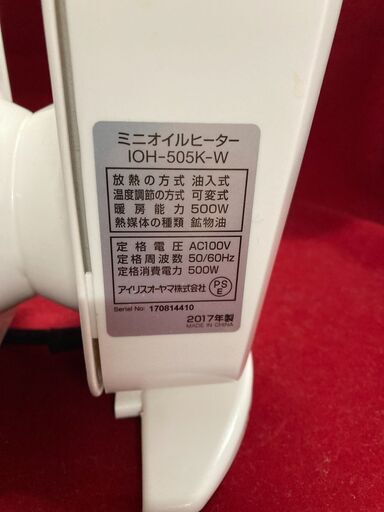 ミニオイルヒーター
IOH-505K-W
放熱の方式 油入式
温度調節の方式 可変式
暖房能力 500W
熱媒体の種類 鉱物油
定格電圧 AC100V
定格周波数 50/60Hz
定格消費電力 500W
アイリスオーヤマ株式会社
PS
E
Serial No: 170814410
2017年製
MADE IN CHINA